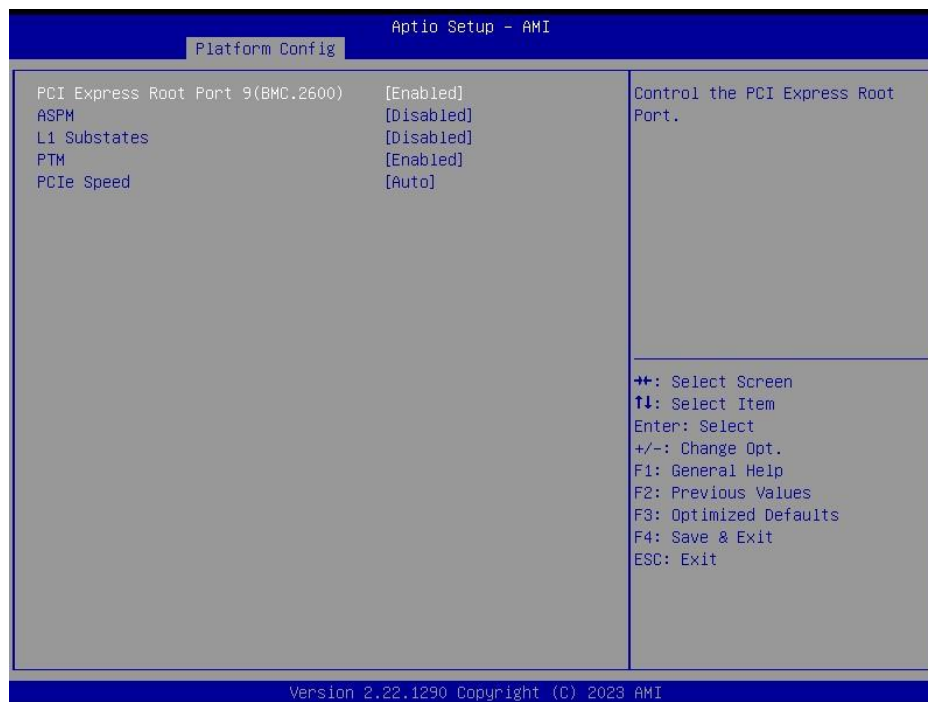 Aptio Setup – AMI
Platform Config
PCI Express Root Port 9(BMC.2600) [Enabled]
ASPM [Disabled]
L1 Substates [Disabled]
PTM [Enabled]
PCIe Speed [Auto]
Control the PCI Express Root
Port.
→←: Select Screen
↑↓: Select Item
Enter: Select
+/-: Change Opt.
F1: General Help
F2: Previous Values
F3: Optimized Defaults
F4: Save & Exit
ESC: Exit
Version 2.22.1290 Copyright (C) 2023 AMI